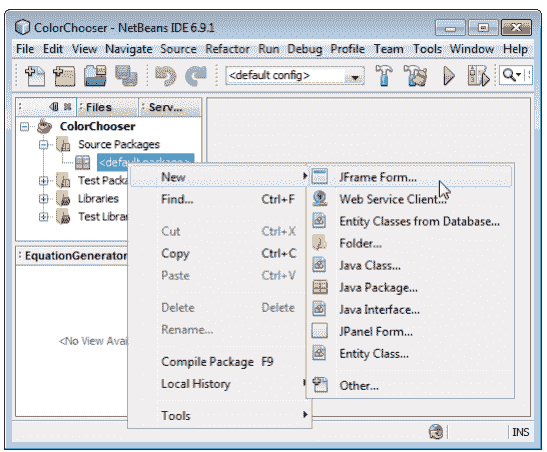 ColorChooser - NetBeans IDE 6.9.1
File Edit View Navigate Source Refactor Run Debug Profile Team Tools Window Help
<default config>
Files Serv...
ColorChooser
Source Packages
<default package>
Test Packa
Libraries
Test Librar
EquationGenerator
<No View Avai
New
Find... Ctrl+F
Cut Ctrl+X
Copy Ctrl+C
Paste Ctrl+V
Delete Delete
Rename...
Compile Package F9
Local History
Tools
JFrame Form...
Web Service Client...
Entity Classes from Database...
Folder...
Java Class...
Java Package...
Java Interface...
JPanel Form...
Entity Class...
Other...
INS